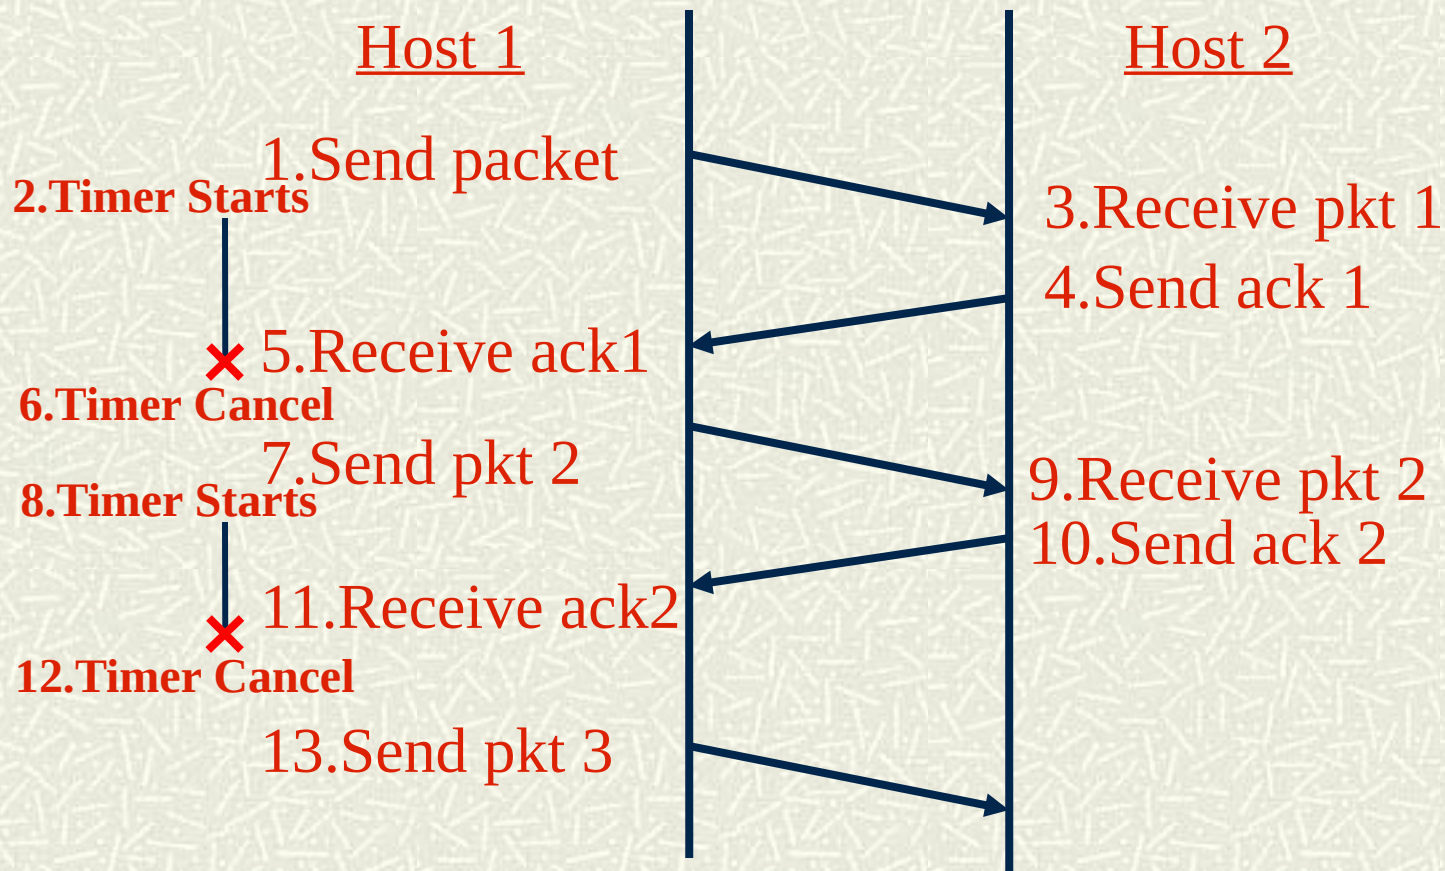 Host 1
Host 2
1.Send packet
2.Timer Starts
3.Receive pkt 1
4.Send ack 1
5.Receive ack1
6.Timer Cancel
7.Send pkt 2
8.Timer Starts
9.Receive pkt 2
10.Send ack 2
11.Receive ack2
12.Timer Cancel
13.Send pkt 3